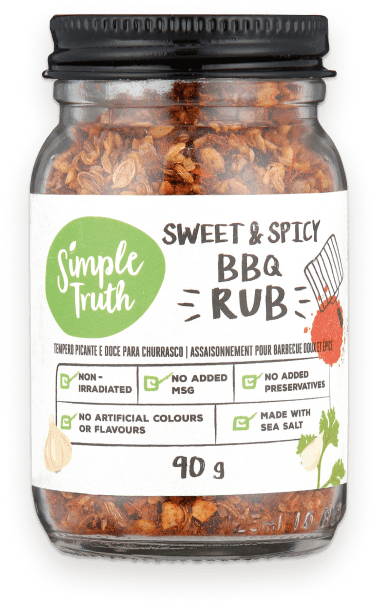 Simple
Truth
SWEET & SPICY
BBQ
RUB
TEMPERO PICANTE E DOCE PARA CHURRASCO | ASSAISONNEMENT POUR BARBECUE DOUX ET ÉPICÉ
NON-
IRRADIATED
NO ADDED
MSG
NO ADDED
PRESERVATIVES
NO ARTIFICIAL COLOURS
OR FLAVOURS
MADE WITH
SEA SALT
90 g